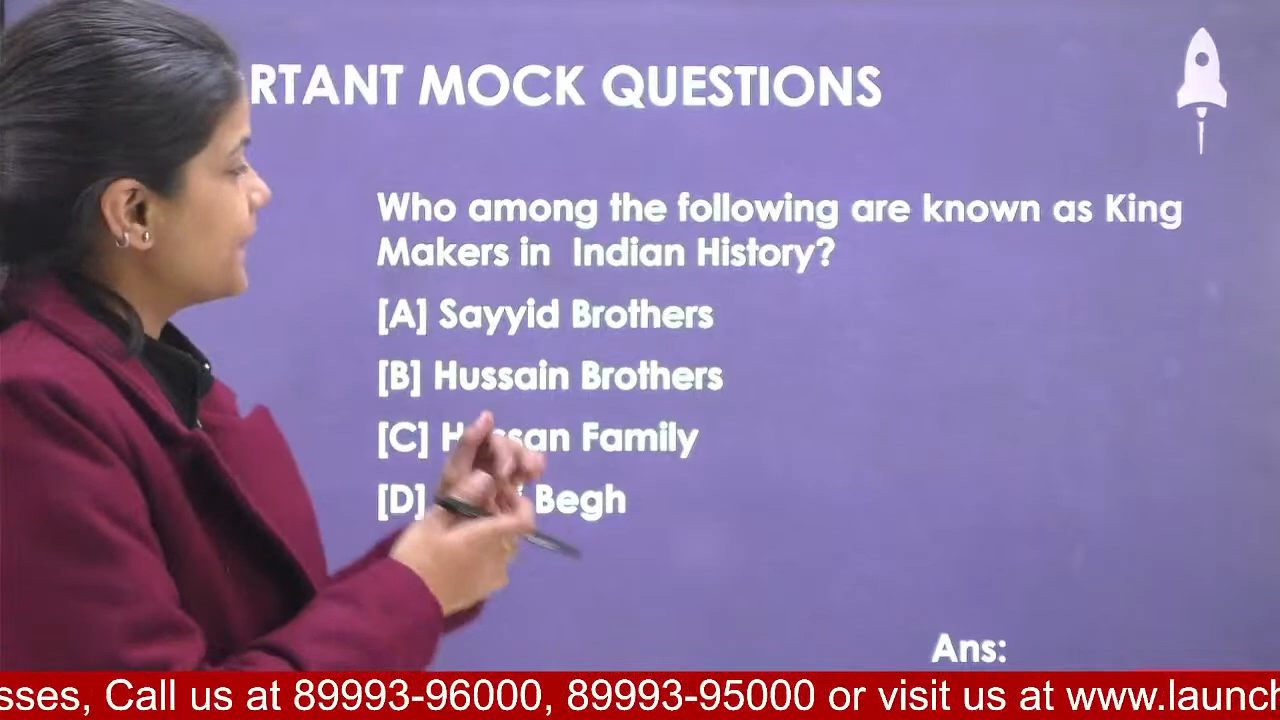 RTANT MOCK QUESTIONS
Who among the following are known as King
Makers in Indian History?
[A] Sayyid Brothers
[B] Hussain Brothers
[C] Hassan Family
[D] Begh
Ans:
sses, Call us at 89993-96000, 89993-95000 or visit us at www.launch